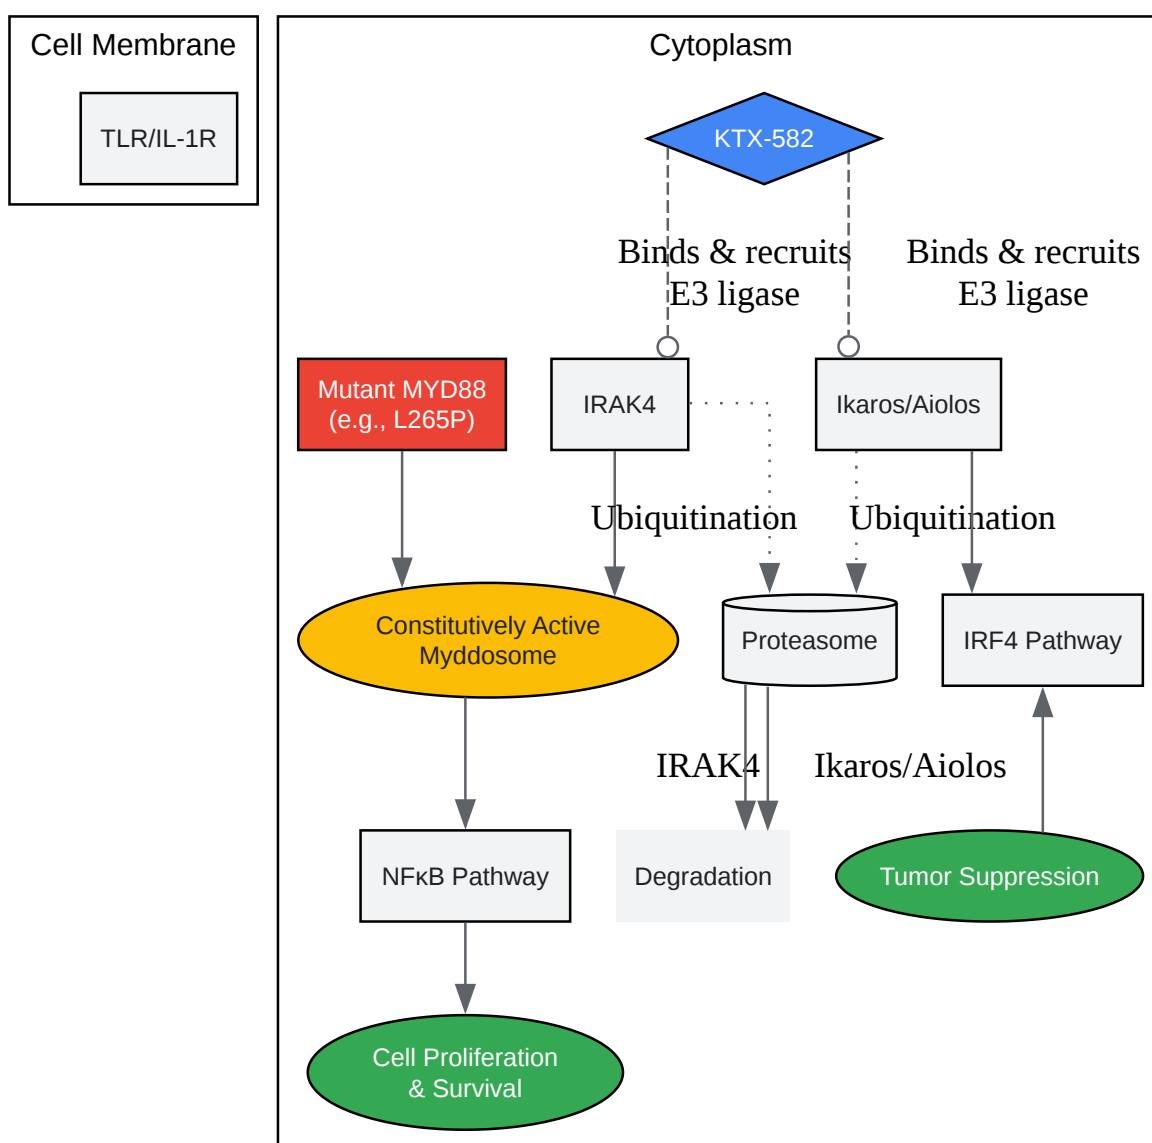 Cell Membrane
TLR/IL-1R
Cytoplasm
KTX-582
Binds & recruits
E3 ligase
Binds & recruits
E3 ligase
Mutant MYD88
(e.g., L265P)
IRAK4
Ikaros/Aiolos
Ubiquitination
Ubiquitination
Constitutively Active
Myddosome
Proteasome
IRF4 Pathway
IRAK4
Ikaros/Aiolos
NFκB Pathway
Degradation
Tumor Suppression
Cell Proliferation
& Survival